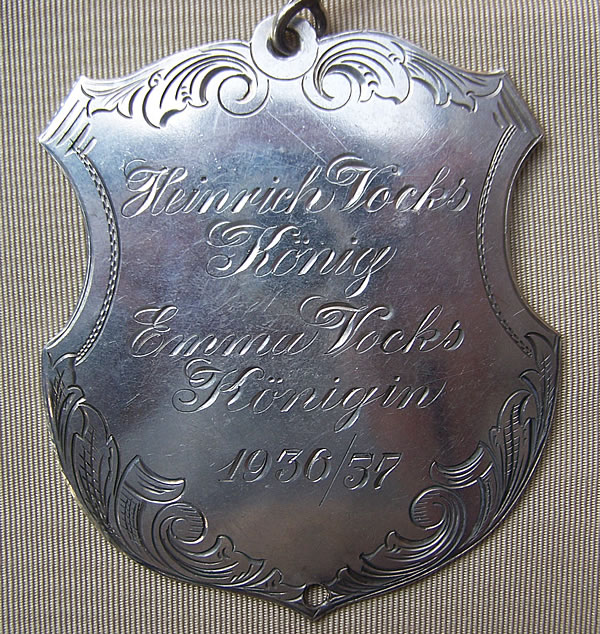 Heinrich Vocks
König
Emma Vocks
Königin
1936/37